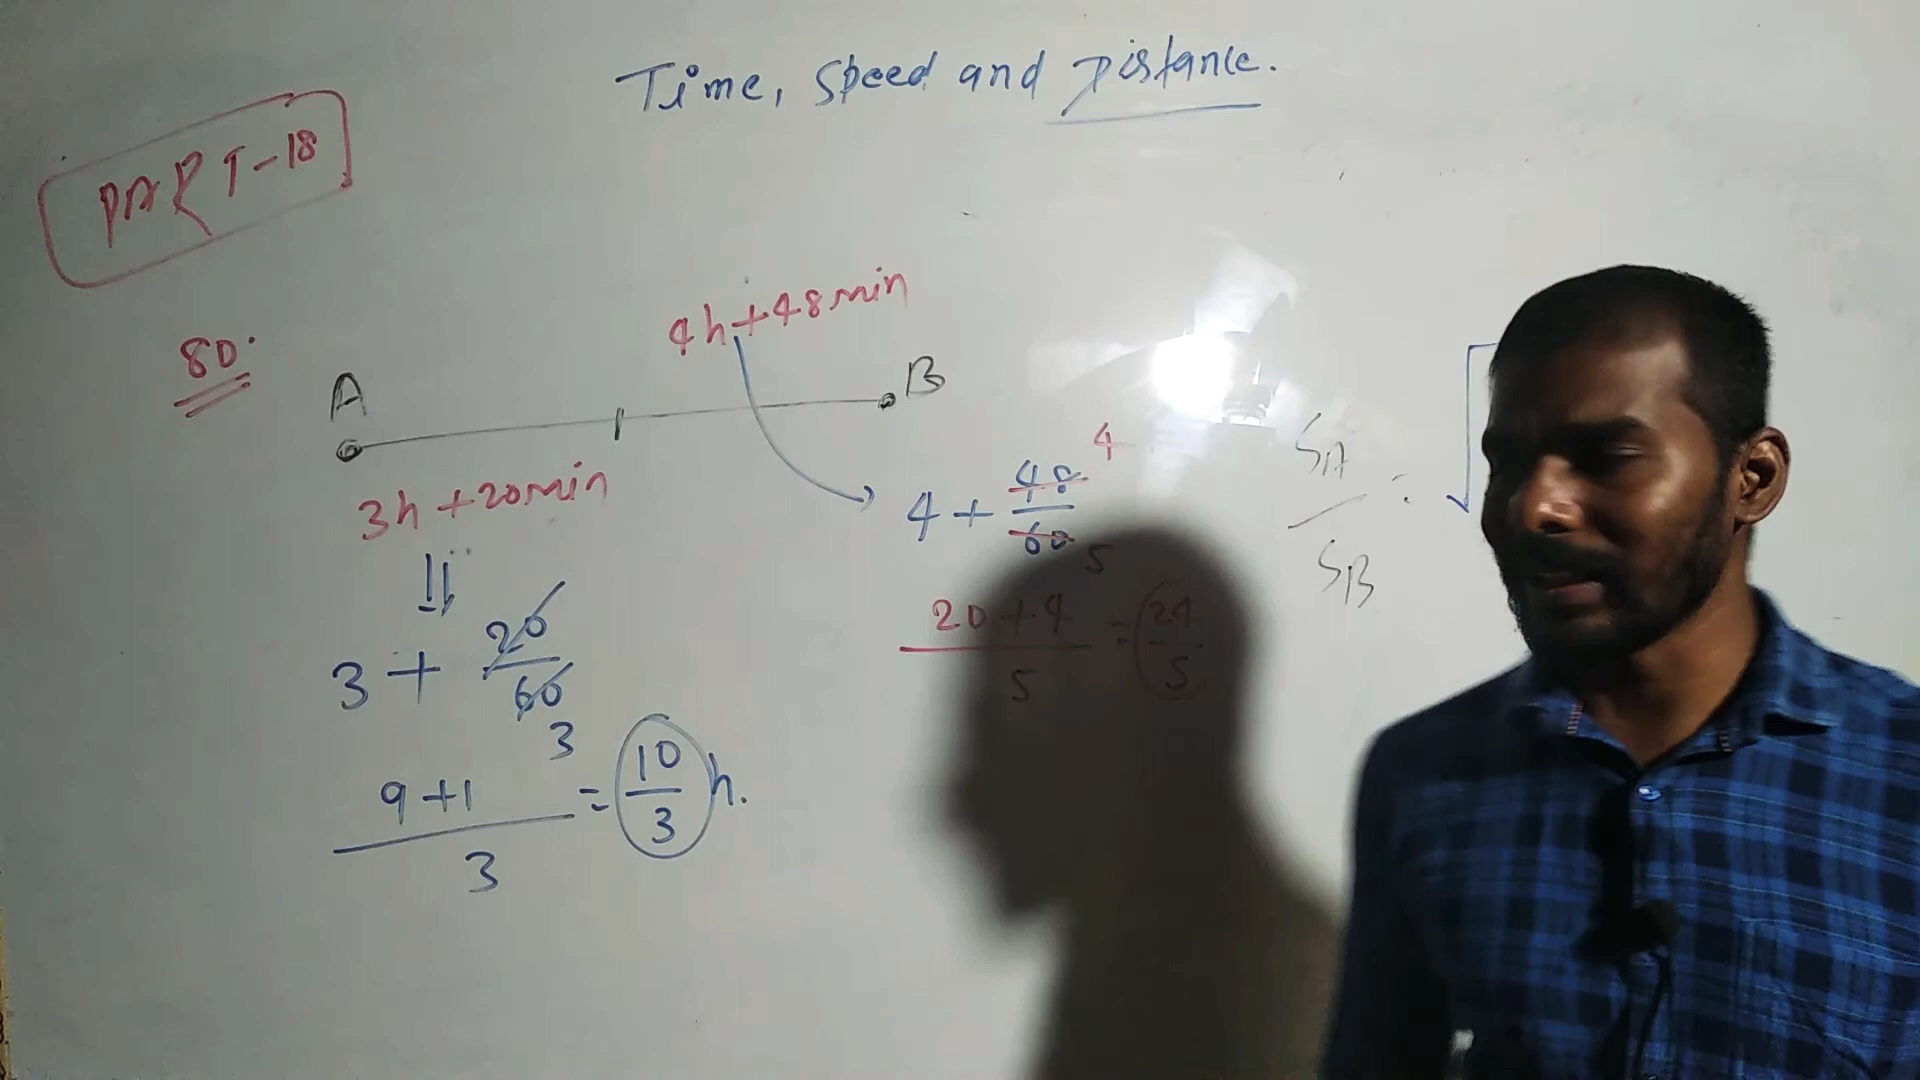 Time, Speed and Distance.
PART-18
80.
4h+48min
A
B
3h+20min
4 + 48/60
4
5
3 + 20/60
3
20+4/5 = 24/5
9+1/3 = 10/3 h.
SA/SB =